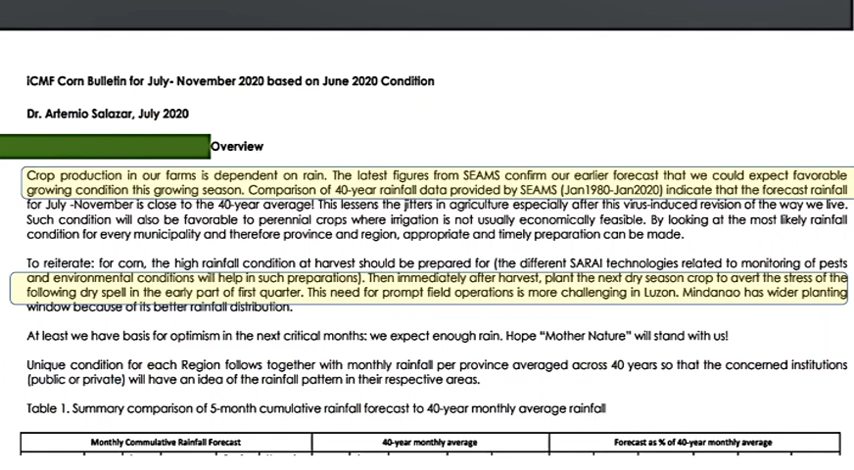 iCMF Corn Bulletin for July- November 2020 based on June 2020 Condition
Dr. Artemio Salazar, July 2020
Overview
Crop production in our farms is dependent on rain. The latest figures from SEAMS confirm our earlier forecast that we could expect favorable
growing condition this growing season. Comparison of 40-year rainfall data provided by SEAMS (Jan1980-Jan2020) indicate that the forecast rainfall
for July -November is close to the 40-year average! This lessens the jitters in agriculture especially after this virus-induced revision of the way we live.
Such condition will also be favorable to perennial crops where irrigation is not usually economically feasible. By looking at the most likely rainfall
condition for every municipality and therefore province and region, appropriate and timely preparation can be made.
To reiterate: for corn, the high rainfall condition at harvest should be prepared for (the different SARAI technologies related to monitoring of pests
and environmental conditions will help in such preparations). Then immediately after harvest, plant the next dry season crop to avert the stress of the
following dry spell in the early part of first quarter. This need for prompt field operations is more challenging in Luzon. Mindanao has wider planting
window because of its better rainfall distribution.
At least we have basis for optimism in the next critical months: we expect enough rain. Hope "Mother Nature" will stand with us!
Unique condition for each Region follows together with monthly rainfall per province averaged across 40 years so that the concerned institutions
(public or private) will have an idea of the rainfall pattern in their respective areas.
Table 1. Summary comparison of 5-month cumulative rainfall forecast to 40-year monthly average rainfall
Monthly Commulative Rainfall Forecast 40-year monthly average Forecast as % of 40-year monthly average